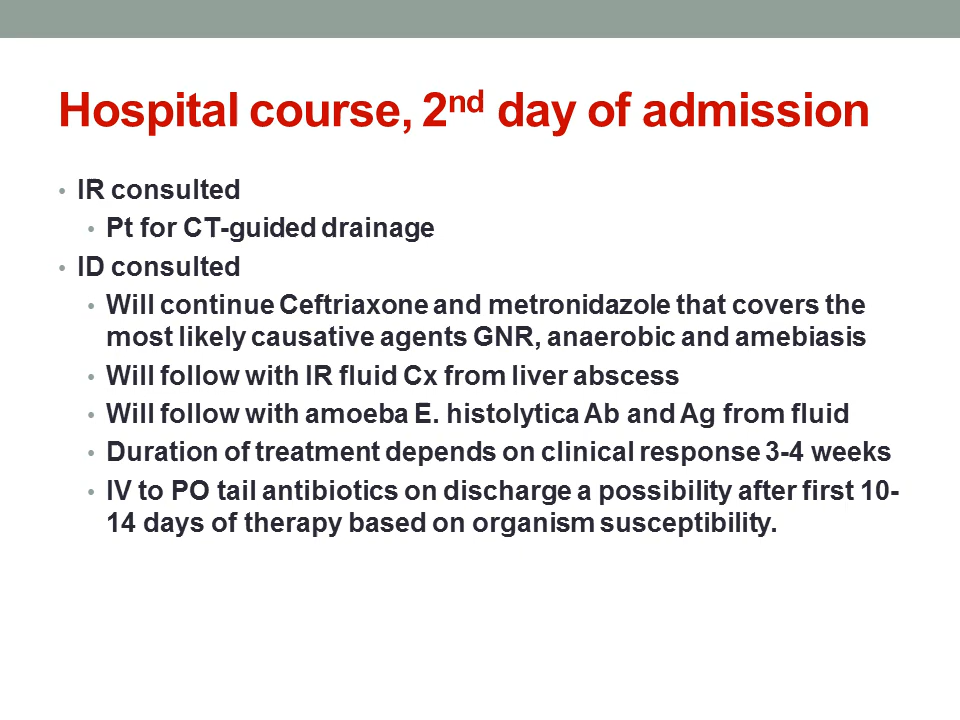 Hospital course, 2nd day of admission
• IR consulted
• Pt for CT-guided drainage
• ID consulted
• Will continue Ceftriaxone and metronidazole that covers the
most likely causative agents GNR, anaerobic and amebiasis
• Will follow with IR fluid Cx from liver abscess
• Will follow with amoeba E. histolytica Ab and Ag from fluid
• Duration of treatment depends on clinical response 3-4 weeks
• IV to PO tail antibiotics on discharge a possibility after first 10-
14 days of therapy based on organism susceptibility.